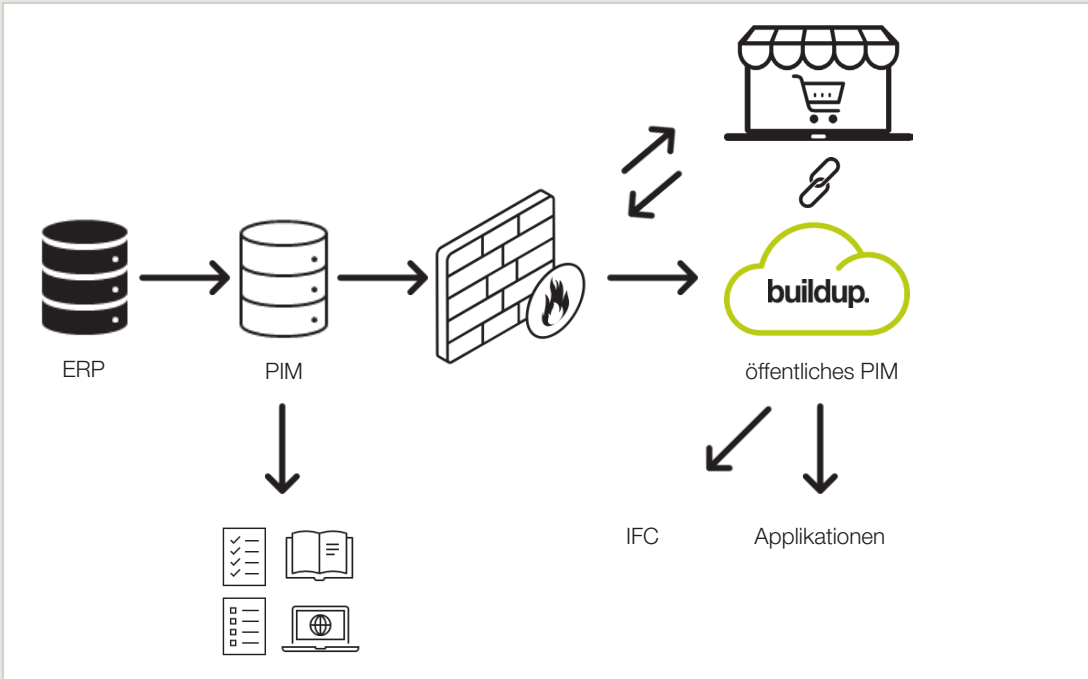 buildup.
ERP
PIM
öffentliches PIM
IFC
Applikationen